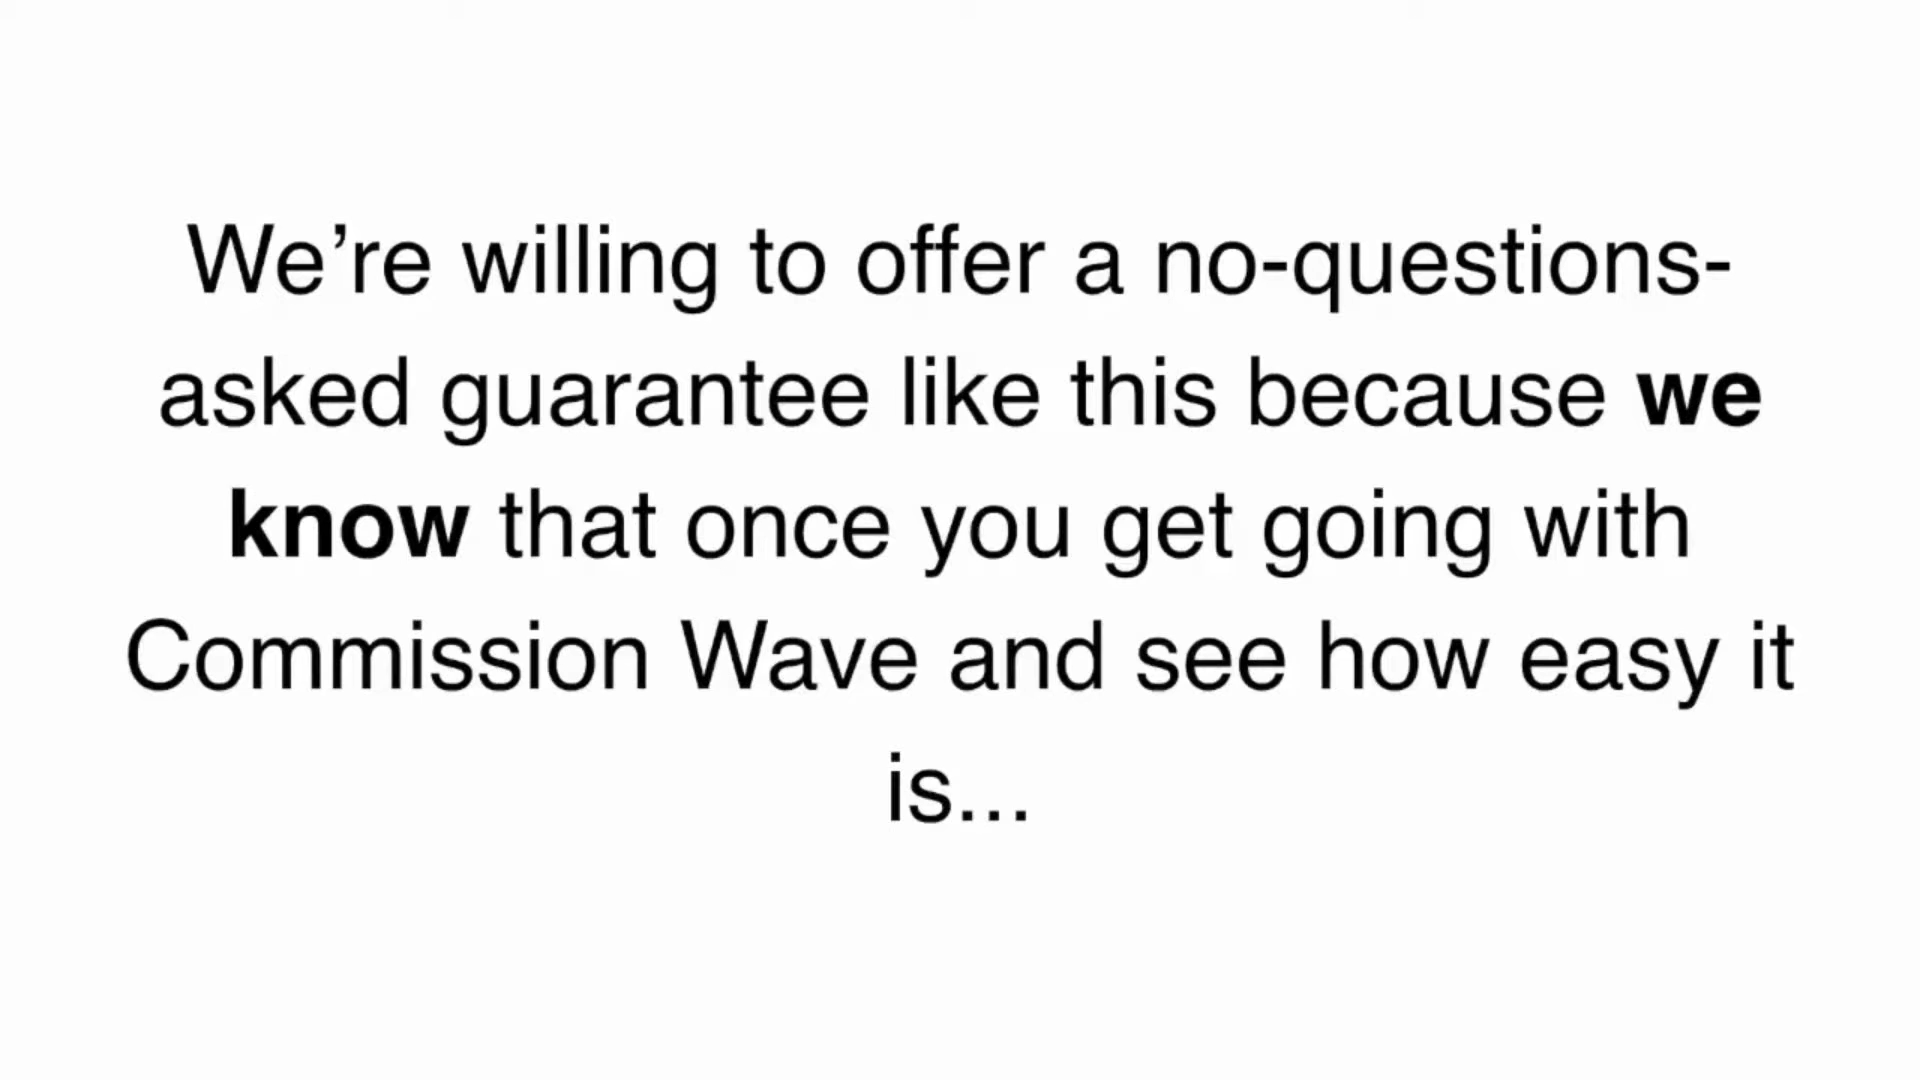 We’re willing to offer a no-questions-
asked guarantee like this because we
know that once you get going with
Commission Wave and see how easy it
is...